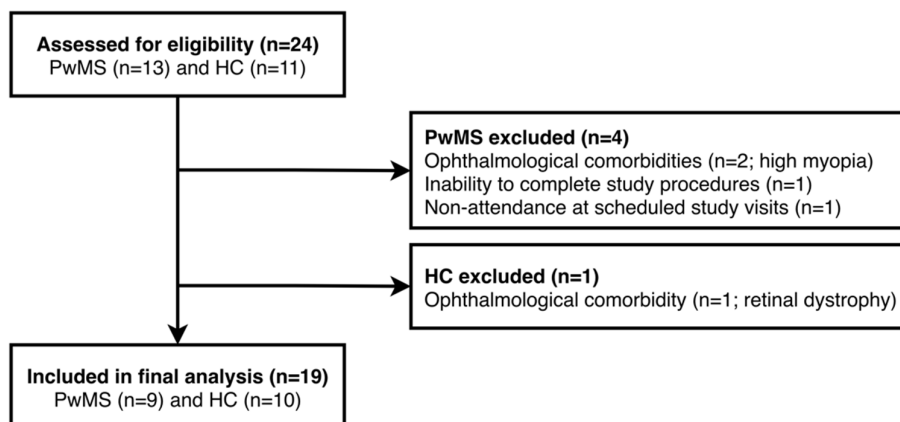 Assessed for eligibility (n=24)
PwMS (n=13) and HC (n=11)
PwMS excluded (n=4)
Ophthalmological comorbidities (n=2; high myopia)
Inability to complete study procedures (n=1)
Non-attendance at scheduled study visits (n=1)
HC excluded (n=1)
Ophthalmological comorbidity (n=1; retinal dystrophy)
Included in final analysis (n=19)
PwMS (n=9) and HC (n=10)